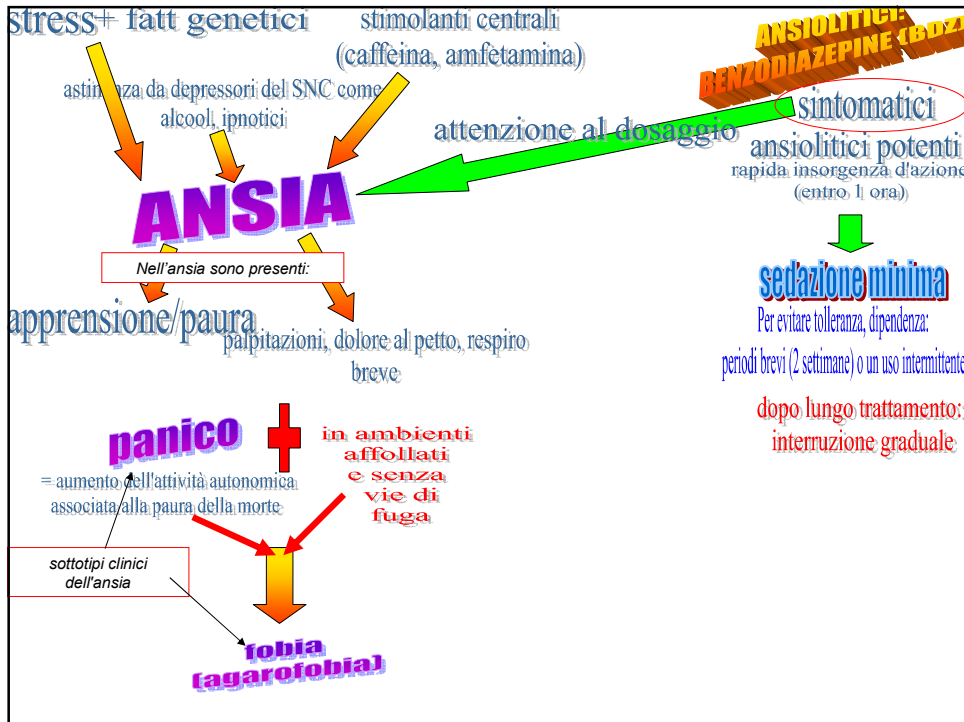 stress+ fatt genetici
stimolanti centrali
(caffeina, amfetamina)
astinenza da depressori del SNC come
alcool, ipnotici
ANSIOLITICI:
BENZODIAZEPINE (BDZ)
sintomatici
attenzione al dosaggio
ansiolitici potenti
rapida insorgenza d'azione
(entro 1 ora)
ANSIA
Nell'ansia sono presenti:
sedazione minima
apprensione/paura
palpitazioni, dolore al petto, respiro
breve
Per evitare tolleranza, dipendenza:
periodi brevi (2 settimane) o un uso intermittente
dopo lungo trattamento:
interruzione graduale
panico
= aumento dell'attività autonomica
associata alla paura della morte
in ambienti
affollati
e senza
vie di
fuga
sottotipi clinici
dell'ansia
fobia
(agarofobia)